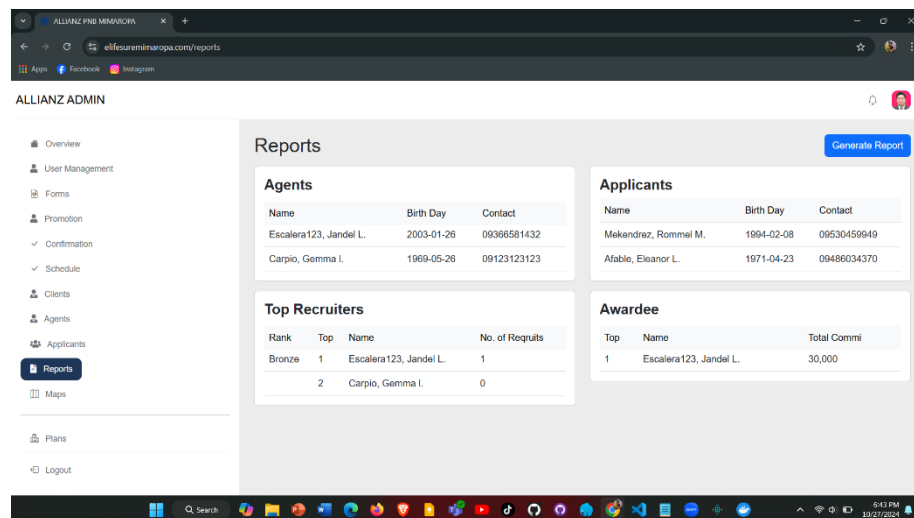 ALLIANZ PNB MIMAROPA
elifesuremimaropa.com/reports
Apps Facebook Instagram
ALLIANZ ADMIN
Overview
User Management
Forms
Promotion
Confirmation
Schedule
Clients
Agents
Applicants
Reports
Maps
Plans
Logout
Reports
Generate Report
Agents
Name Birth Day Contact
Escalera123, Jandel L. 2003-01-26 09366581432
Carpio, Gemma I. 1969-05-26 09123123123
Applicants
Name Birth Day Contact
Mekendrez, Rommel M. 1994-02-08 09530459949
Afable, Eleanor L. 1971-04-23 09486034370
Top Recruiters
Rank Top Name No. of Reqruits
Bronze 1 Escalera123, Jandel L. 1
2 Carpio, Gemma I. 0
Awardee
Top Name Total Commi
1 Escalera123, Jandel L. 30,000
Search
6:43 PM
10/27/2024